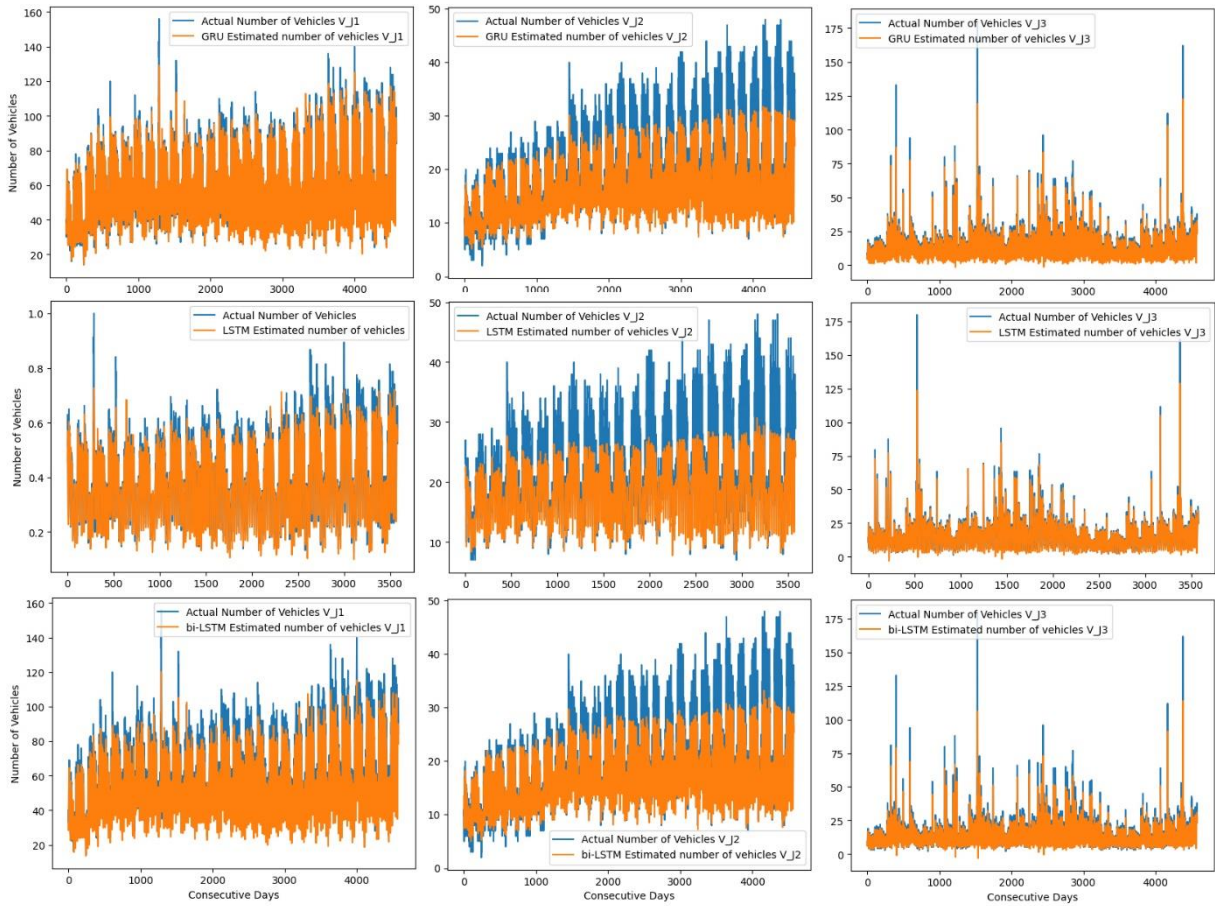 Actual Number of Vehicles V_J1
GRU Estimated number of vehicles V_J1
Number of Vehicles
160
140
120
100
80
60
40
20
0 1000 2000 3000 4000
Actual Number of Vehicles V_J2
GRU Estimated number of vehicles V_J2
50
40
30
20
10
0
0 1000 2000 3000 4000
Actual Number of Vehicles V_J3
GRU Estimated number of vehicles V_J3
175
150
125
100
75
50
25
0
0 1000 2000 3000 4000
Actual Number of Vehicles
LSTM Estimated number of vehicles
Number of Vehicles
1.0
0.8
0.6
0.4
0.2
0 500 1000 1500 2000 2500 3000 3500
Actual Number of Vehicles V_J2
LSTM Estimated number of vehicles V_J2
50
40
30
20
10
0 500 1000 1500 2000 2500 3000 3500
Actual Number of Vehicles V_J3
LSTM Estimated number of vehicles V_J3
175
150
125
100
75
50
25
0
0 500 1000 1500 2000 2500 3000 3500
Actual Number of Vehicles V_J1
bi-LSTM Estimated number of vehicles V_J1
Number of Vehicles
160
140
120
100
80
60
40
20
0 1000 2000 3000 4000
Consecutive Days
50
40
30
20
10
0
Actual Number of Vehicles V_J2
bi-LSTM Estimated number of vehicles V_J2
0 1000 2000 3000 4000
Consecutive Days
Actual Number of Vehicles V_J3
bi-LSTM Estimated number of vehicles V_J3
175
150
125
100
75
50
25
0
0 1000 2000 3000 4000
Consecutive Days